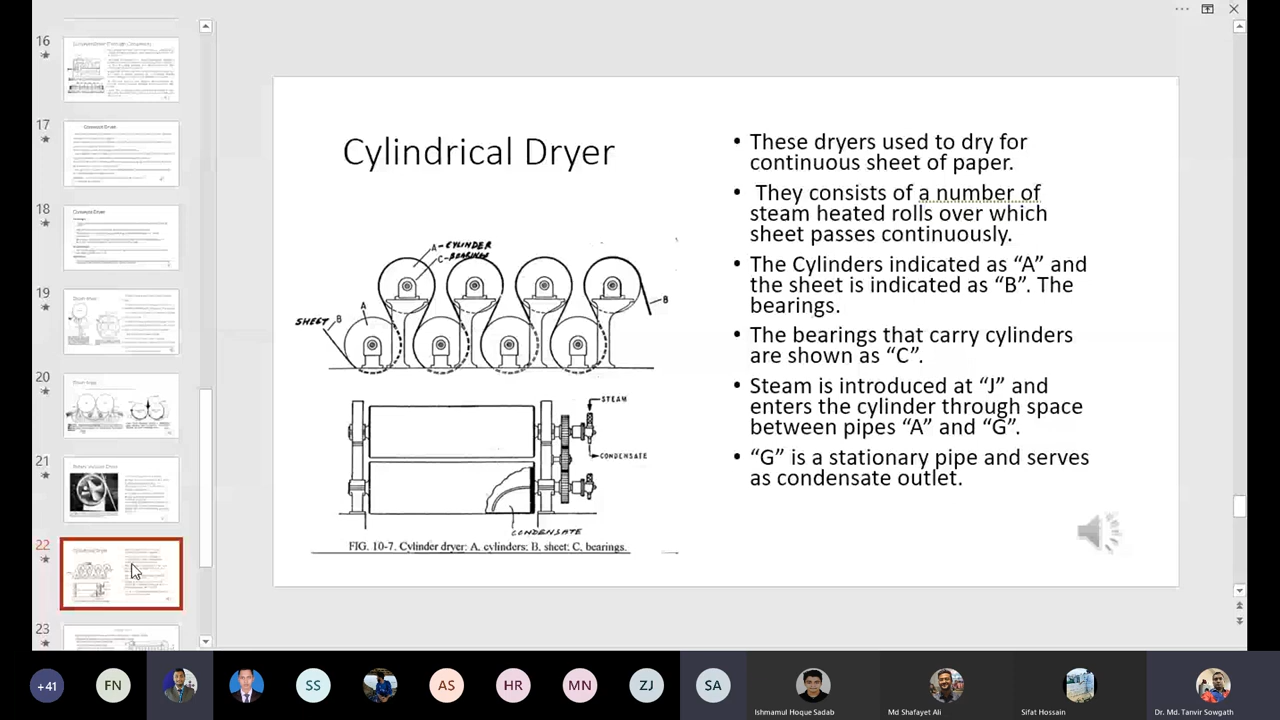 16
17
18
19
20
21
22
23
Cylindrica Dryer
A-CYLINDER
C-BEARINGS
A
B
SHEET B
STEAM
CONDENSATE
CONDENSATE
FIG. 10-7. Cylinder dryer: A. cylinders: B. sheet: C. bearings.
• These dryers used to dry for
continuous sheet of paper.
• They consists of a number of
steam heated rolls over which
sheet passes continuously.
• The Cylinders indicated as “A” and
the sheet is indicated as “B”. The
bearings.
• The bearings that carry cylinders
are shown as “C”.
• Steam is introduced at “J” and
enters the cylinder through space
between pipes “A” and “G”.
• “G” is a stationary pipe and serves
as condensate outlet.
+41
FN
SS
AS
HR
MN
ZJ
SA
Ishmamul Hoque Sadab
Md Shafayet Ali
Sifat Hossain
Dr. Md. Tanvir Sowgath